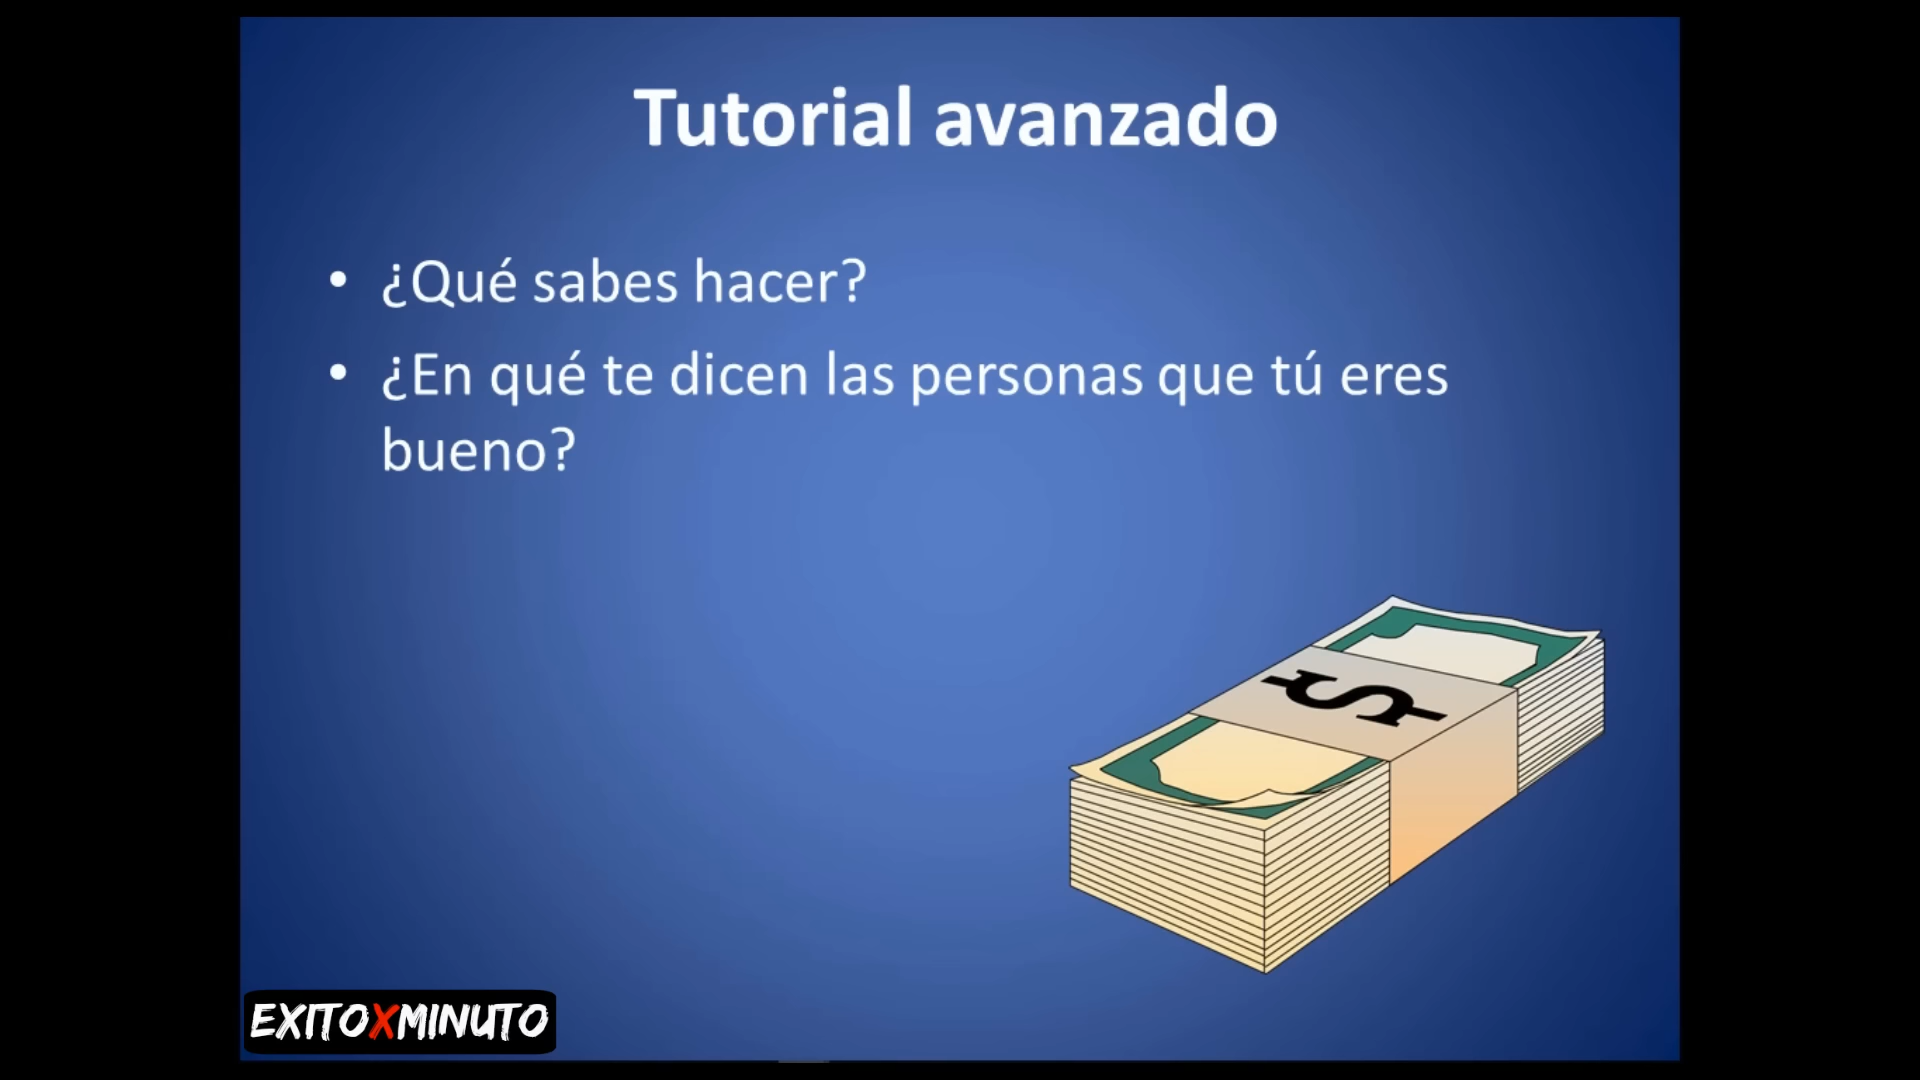 Tutorial avanzado
• ¿Qué sabes hacer?
• ¿En qué te dicen las personas que tú eres
bueno?
$
EXITOXMINUTO